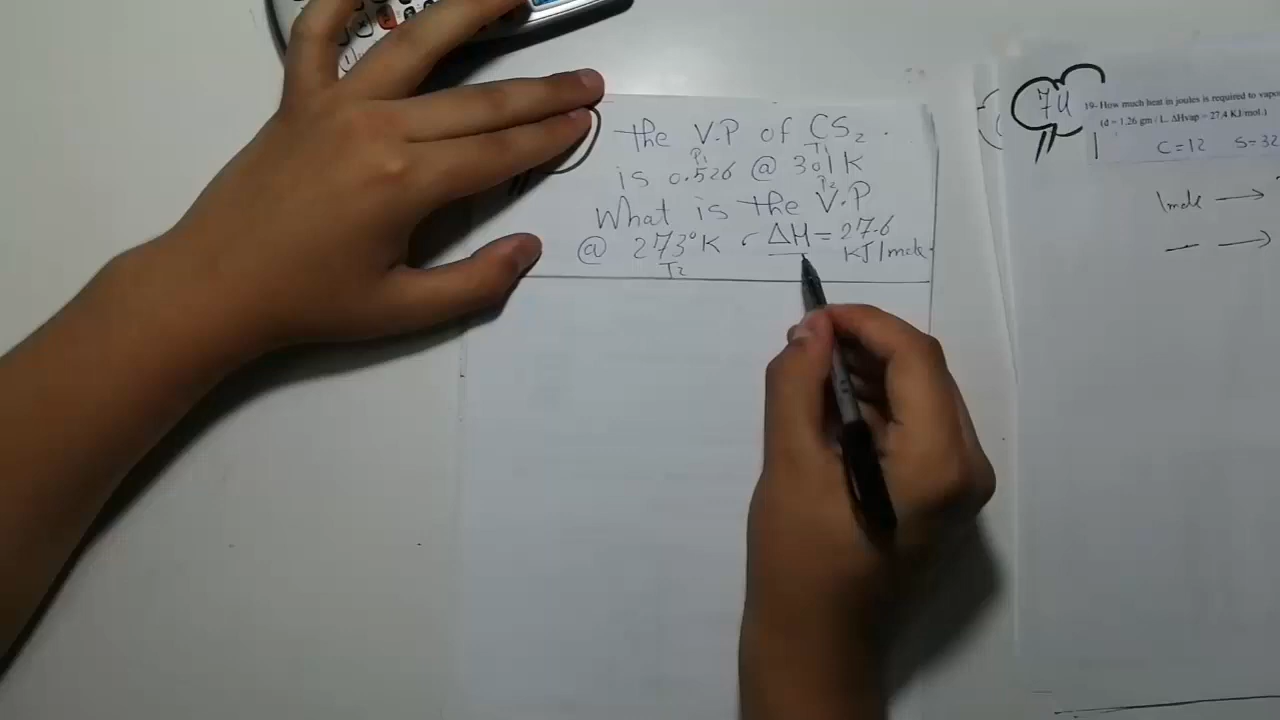 the V.P of CS2.
P1 T1
is 0.526 @ 301 K
P2
What is the V.P
@ 273°K , ΔH = 27.6
T2 KJ/mole.
74
19- How much heat in joules is required to
(d = 1.26 gm / L. ΔHvap = 27.4 KJ/mol.)
C=12 S=32
1mole →
— →